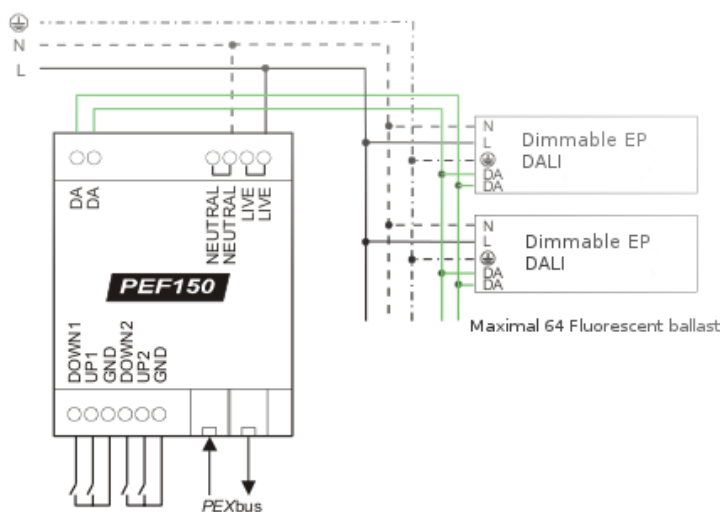 N
L
DA
DA
NEUTRAL
NEUTRAL
LIVE
LIVE
PEF150
DOWN1
UP1
GND
DOWN2
UP2
GND
PEXbus
N
L
DA
DA
Dimmable EP
DALI
N
L
DA
DA
Dimmable EP
DALI
Maximal 64 Fluorescent ballast